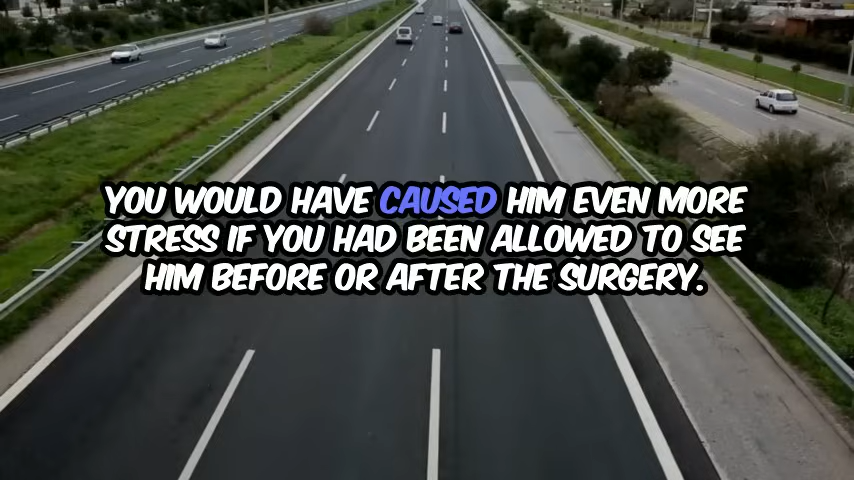 YOU WOULD HAVE CAUSED HIM EVEN MORE
STRESS IF YOU HAD BEEN ALLOWED TO SEE
HIM BEFORE OR AFTER THE SURGERY.